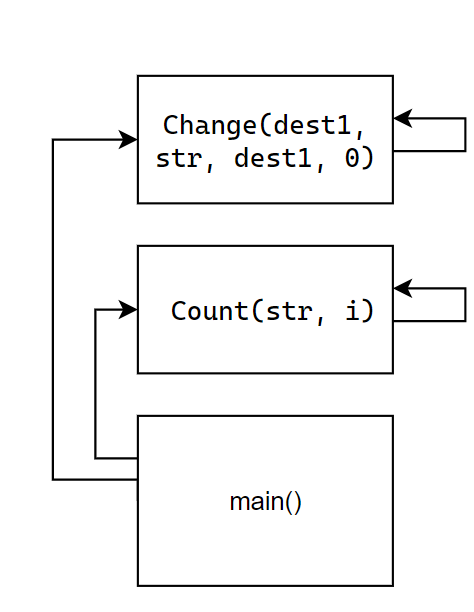 Change(dest1,
str, dest1, 0)
Count(str, i)
main()